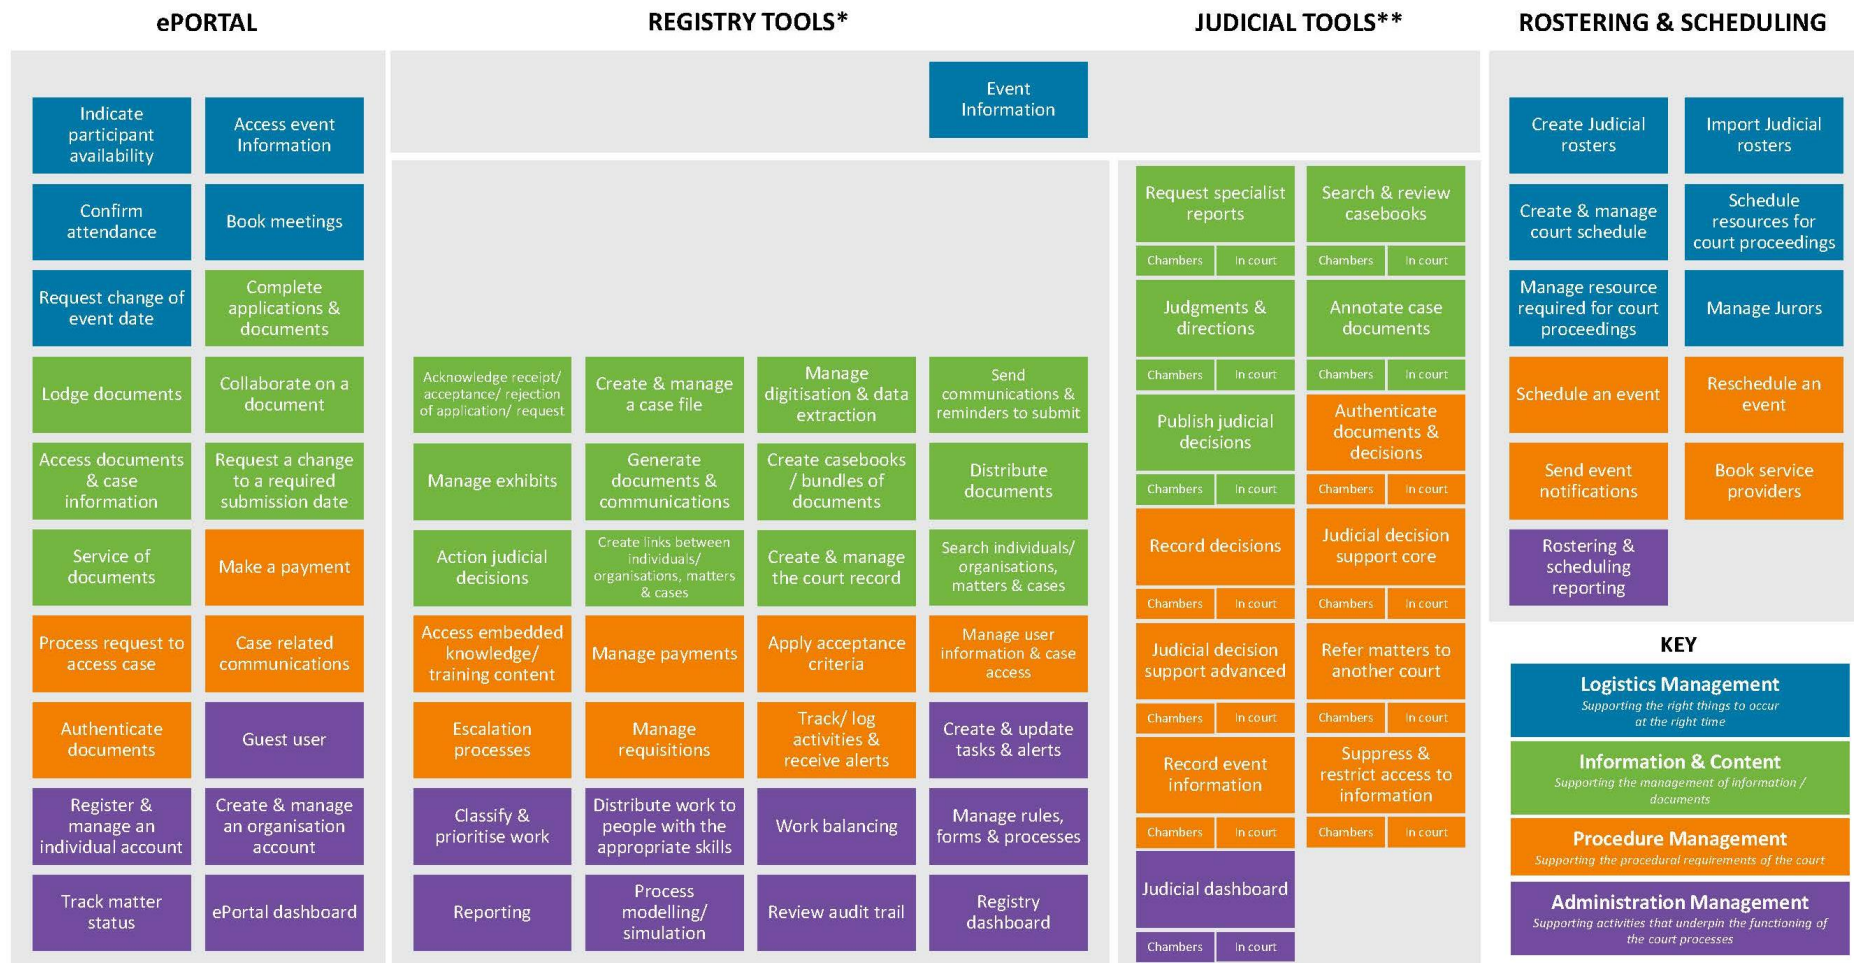 ePORTAL
Indicate
participant
availability
Access event
Information
Confirm
attendance
Book meetings
Request change of
event date
Complete
applications &
documents
Lodge documents
Collaborate on a
document
Access documents
& case
information
Request a change
to a required
submission date
Service of
documents
Make a payment
Process request to
access case
Case related
communications
Authenticate
documents
Guest user
Register &
manage an
individual account
Create & manage
an organisation
account
Track matter
status
ePortal dashboard
REGISTRY TOOLS*
JUDICIAL TOOLS**
Event
Information
Acknowledge receipt/
acceptance/ rejection
of application/ request
Create & manage
a case file
Manage
digitisation & data
extraction
Send
communications &
reminders to submit
Manage exhibits
Generate
documents &
communications
Create casebooks
/ bundles of
documents
Distribute
documents
Action judicial
decisions
Create links between
individuals/
organisations, matters
& cases
Create & manage
the court record
Search individuals/
organisations,
matters & cases
Access embedded
knowledge/
training content
Manage payments
Apply acceptance
criteria
Manage user
information & case
access
Escalation
processes
Manage
requisitions
Track/ log
activities &
receive alerts
Create & update
tasks & alerts
Classify &
prioritise work
Distribute work to
people with the
appropriate skills
Work balancing
Manage rules,
forms & processes
Reporting
Process
modelling/
simulation
Review audit trail
Registry
dashboard
Request specialist
reports
Chambers
In court
Search & review
casebooks
Chambers
In court
Judgments &
directions
Chambers
In court
Annotate case
documents
Chambers
In court
Publish judicial
decisions
Chambers
In court
Authenticate
documents &
decisions
Chambers
In court
Record decisions
Chambers
In court
Judicial decision
support core
Chambers
In court
Judicial decision
support advanced
Chambers
In court
Refer matters to
another court
Chambers
In court
Record event
information
Chambers
In court
Suppress &
restrict access to
information
Chambers
In court
Judicial dashboard
Chambers
In court
ROSTERING & SCHEDULING
Create Judicial
rosters
Import Judicial
rosters
Create & manage
court schedule
Schedule
resources for
court proceedings
Manage resource
required for court
proceedings
Manage Jurors
Schedule an event
Reschedule an
event
Send event
notifications
Book service
providers
Rostering &
scheduling
reporting
KEY
Logistics Management
Supporting the right things to occur
at the right time
Information & Content
Supporting the management of information /
documents
Procedure Management
Supporting the procedural requirements of the court
Administration Management
Supporting activities that underpin the functioning of
the court processes